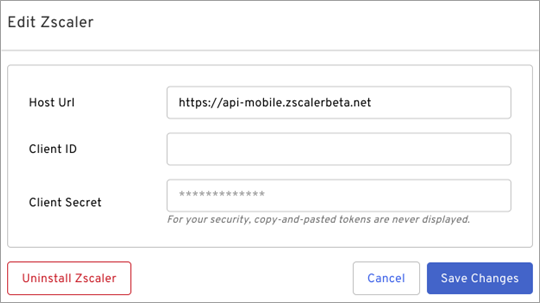 Edit Zscaler
Host Url
https://api-mobile.zscalerbeta.net
Client ID
Client Secret
*************
For your security, copy-and-pasted tokens are never displayed.
Uninstall Zscaler
Cancel
Save Changes